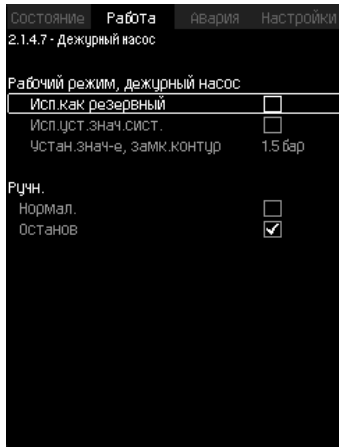 Состояние Работа Авария Настройки
2.1.4.7 - Дежурный насос
Рабочий режим, дежурный насос
Исп.как резервный
Исп.уст.знач.сист.
Устан.знач-е, замк.контур 1.5 бар
Ручн.
Нормал.
Останов